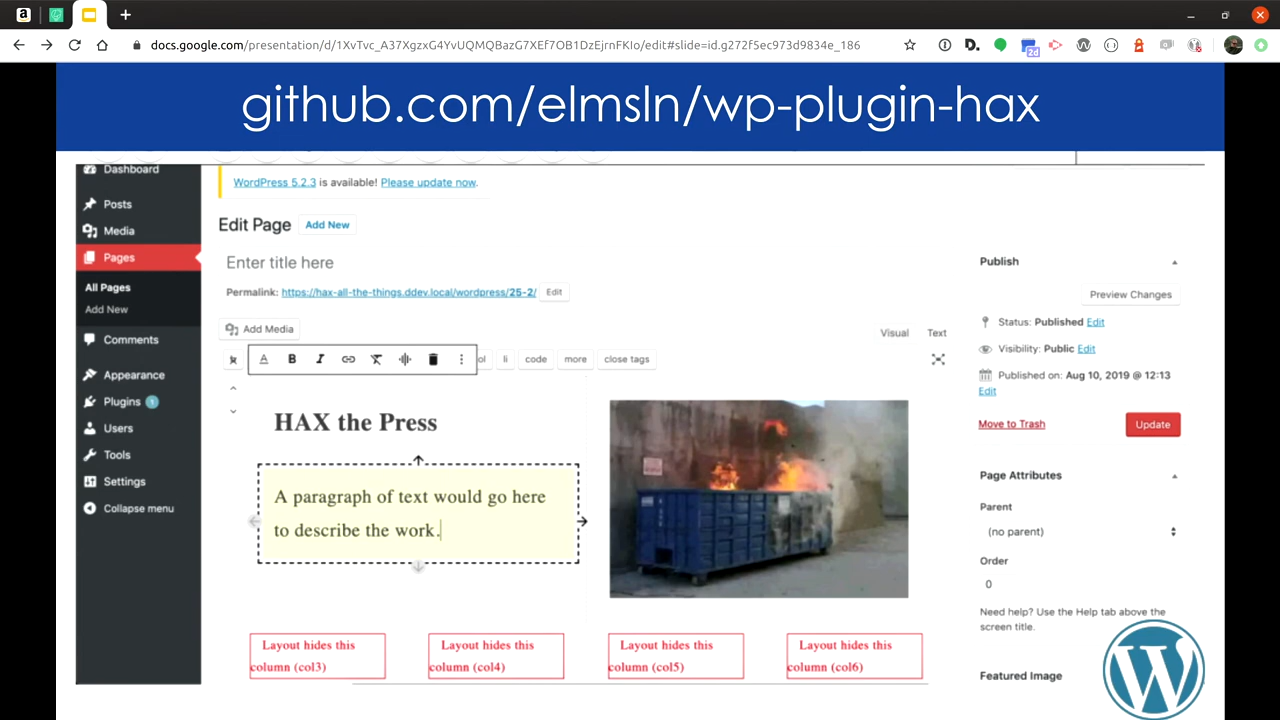 docs.google.com/presentation/d/1XvTvc_A37XgzxG4YvUQMQBazG7XEf7OB1DzEjrnFKIo/edit#slide=id.g272f5ec973d9834e_186
2d
github.com/elmsln/wp-plugin-hax
Dashboard
WordPress 5.2.3 is available! Please update now.
Posts
Media
Pages
All Pages
Add New
Comments
Appearance
Plugins 1
Users
Tools
Settings
Collapse menu
Edit Page Add New
Enter title here
Permalink: https://hax-all-the-things.ddev.local/wordpress/25-2/ Edit
Add Media
Visual Text
A B I ol li code more close tags
HAX the Press
A paragraph of text would go here
to describe the work.
Layout hides this
column (col3)
Layout hides this
column (col4)
Layout hides this
column (col5)
Layout hides this
column (col6)
Publish
Preview Changes
Status: Published Edit
Visibility: Public Edit
Published on: Aug 10, 2019 @ 12:13
Edit
Move to Trash Update
Page Attributes
Parent
(no parent)
Order
0
Need help? Use the Help tab above the
screen title.
Featured Image